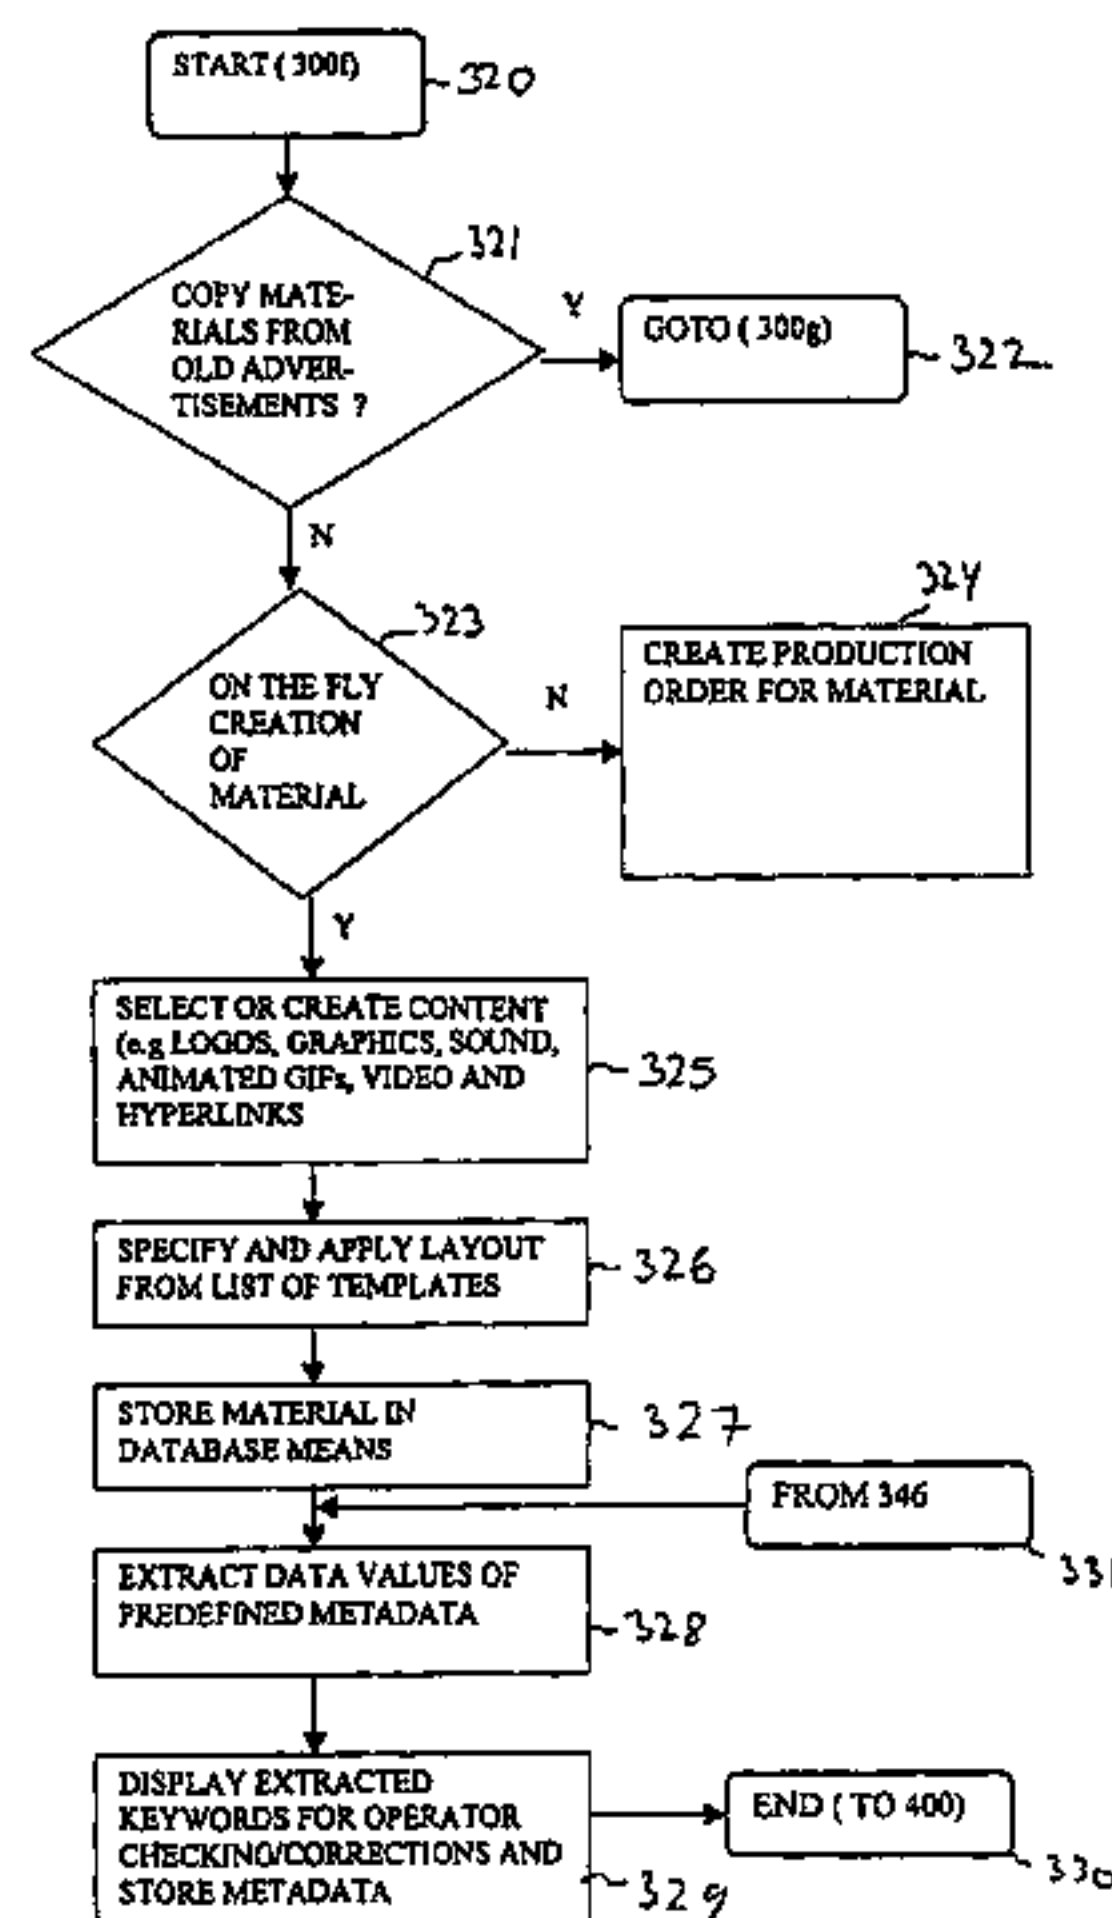 START ( 300f)
320
321
COPY MATE-
RIALS FROM
OLD ADVER-
TISEMENTS ?
Y
GOTO ( 300g)
322
N
323
ON THE FLY
CREATION
OF
MATERIAL
N
324
CREATE PRODUCTION
ORDER FOR MATERIAL
Y
SELECT OR CREATE CONTENT
(e.g LOGOS, GRAPHICS, SOUND,
ANIMATED GIFs, VIDEO AND
HYPERLINKS
325
SPECIFY AND APPLY LAYOUT
FROM LIST OF TEMPLATES
326
STORE MATERIAL IN
DATABASE MEANS
327
FROM 346
331
EXTRACT DATA VALUES OF
PREDEFINED METADATA
328
DISPLAY EXTRACTED
KEYWORDS FOR OPERATOR
CHECKING/CORRECTIONS AND
STORE METADATA
329
END ( TO 400)
330